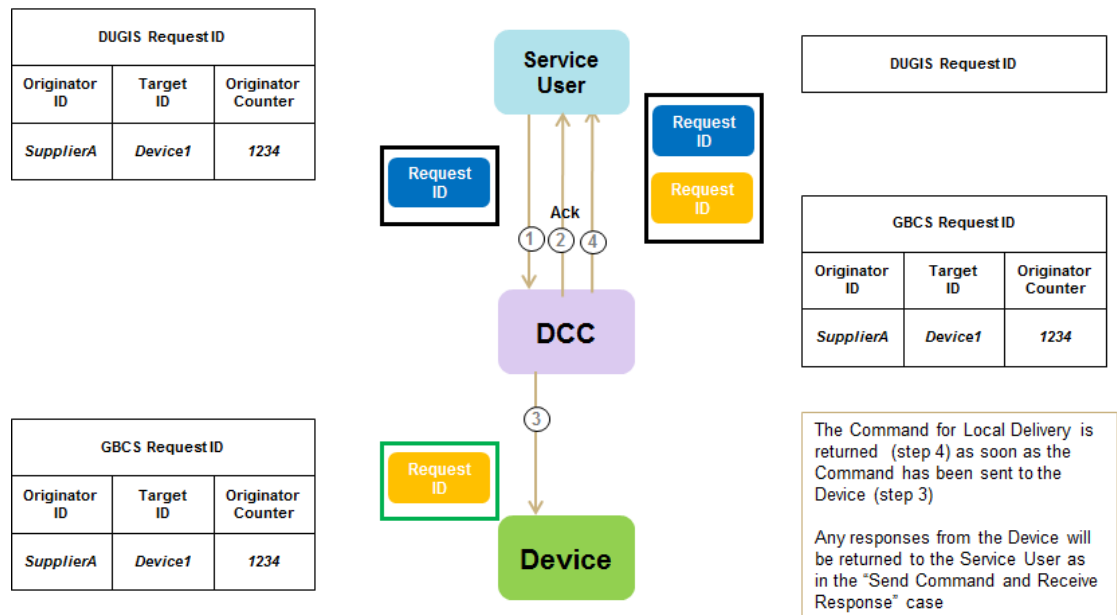 DUGIS Request ID
Originator ID
Target ID
Originator Counter
SupplierA
Device1
1234
Service User
DUGIS Request ID
Request ID
Request ID
Request ID
Ack
1
2
4
DCC
GBCS Request ID
Originator ID
Target ID
Originator Counter
SupplierA
Device1
1234
3
GBCS Request ID
Originator ID
Target ID
Originator Counter
SupplierA
Device1
1234
Request ID
Device
The Command for Local Delivery is
returned (step 4) as soon as the
Command has been sent to the
Device (step 3)
Any responses from the Device will
be returned to the Service User as
in the “Send Command and Receive
Response” case